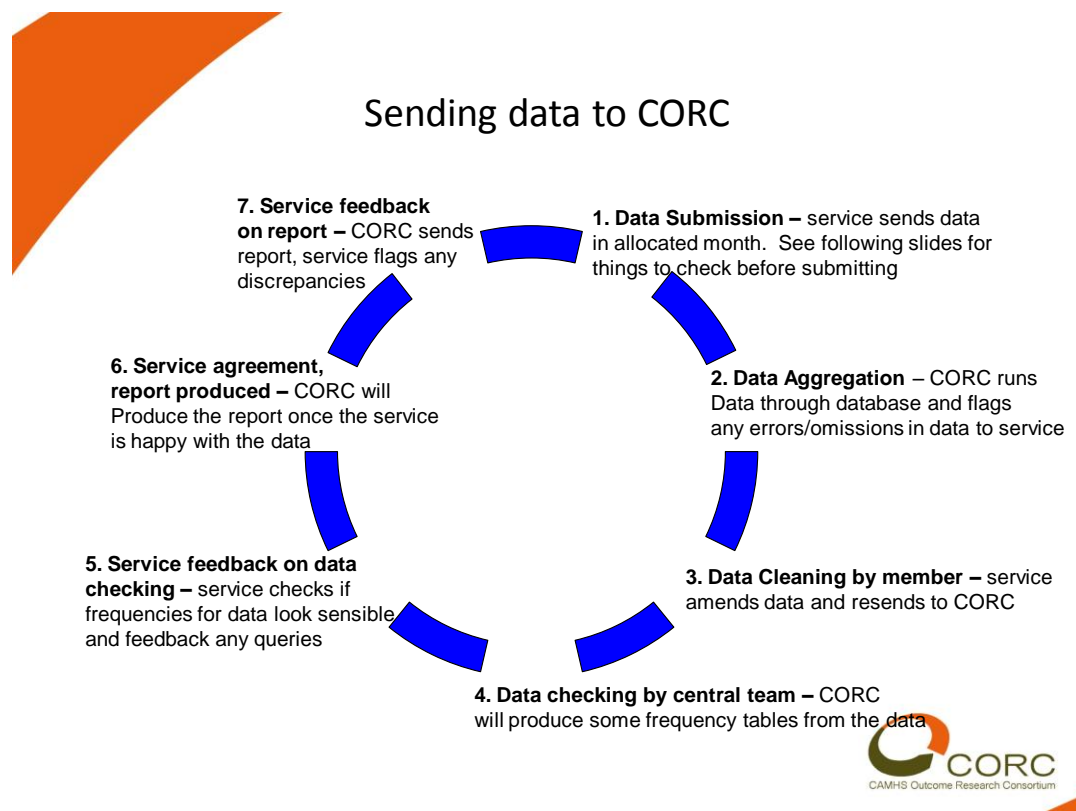 Sending data to CORC
1. Data Submission – service sends data
in allocated month.  See following slides for
things to check before submitting
2. Data Aggregation – CORC runs
Data through database and flags
any errors/omissions in data to service
3. Data Cleaning by member – service
amends data and resends to CORC
4. Data checking by central team – CORC
will produce some frequency tables from the data
5. Service feedback on data
checking – service checks if
frequencies for data look sensible
and feedback any queries
6. Service agreement,
report produced – CORC will
Produce the report once the service
is happy with the data
7. Service feedback
on report – CORC sends
report, service flags any
discrepancies
CORC
CAMHS Outcome Research Consortium